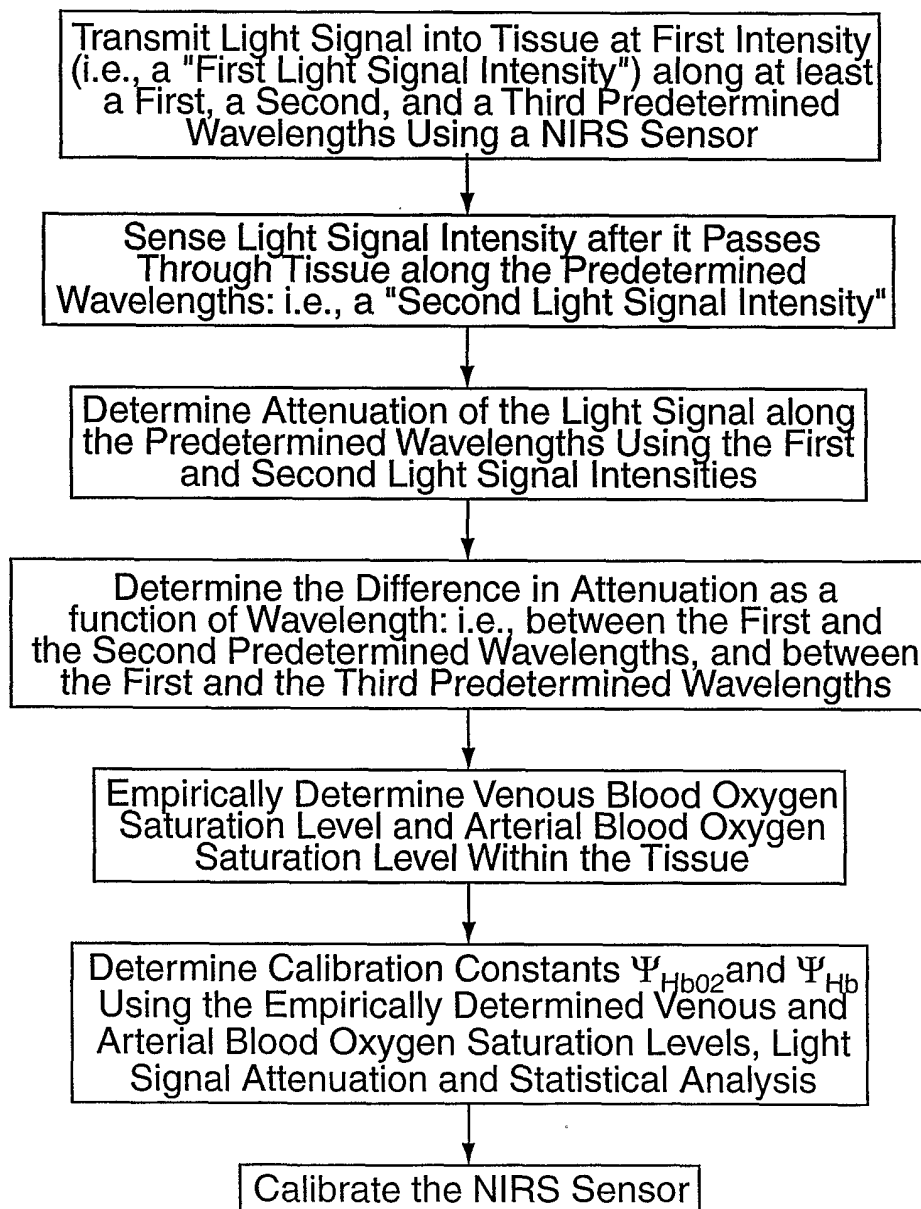 Transmit Light Signal into Tissue at First Intensity
(i.e., a "First Light Signal Intensity") along at least
a First, a Second, and a Third Predetermined
Wavelengths Using a NIRS Sensor
Sense Light Signal Intensity after it Passes
Through Tissue along the Predetermined
Wavelengths: i.e., a "Second Light Signal Intensity"
Determine Attenuation of the Light Signal along
the Predetermined Wavelengths Using the First
and Second Light Signal Intensities
Determine the Difference in Attenuation as a
function of Wavelength: i.e., between the First and
the Second Predetermined Wavelengths, and between
the First and the Third Predetermined Wavelengths
Empirically Determine Venous Blood Oxygen
Saturation Level and Arterial Blood Oxygen
Saturation Level Within the Tissue
Determine Calibration Constants ΨHb02 and ΨHb
Using the Empirically Determined Venous and
Arterial Blood Oxygen Saturation Levels, Light
Signal Attenuation and Statistical Analysis
Calibrate the NIRS Sensor